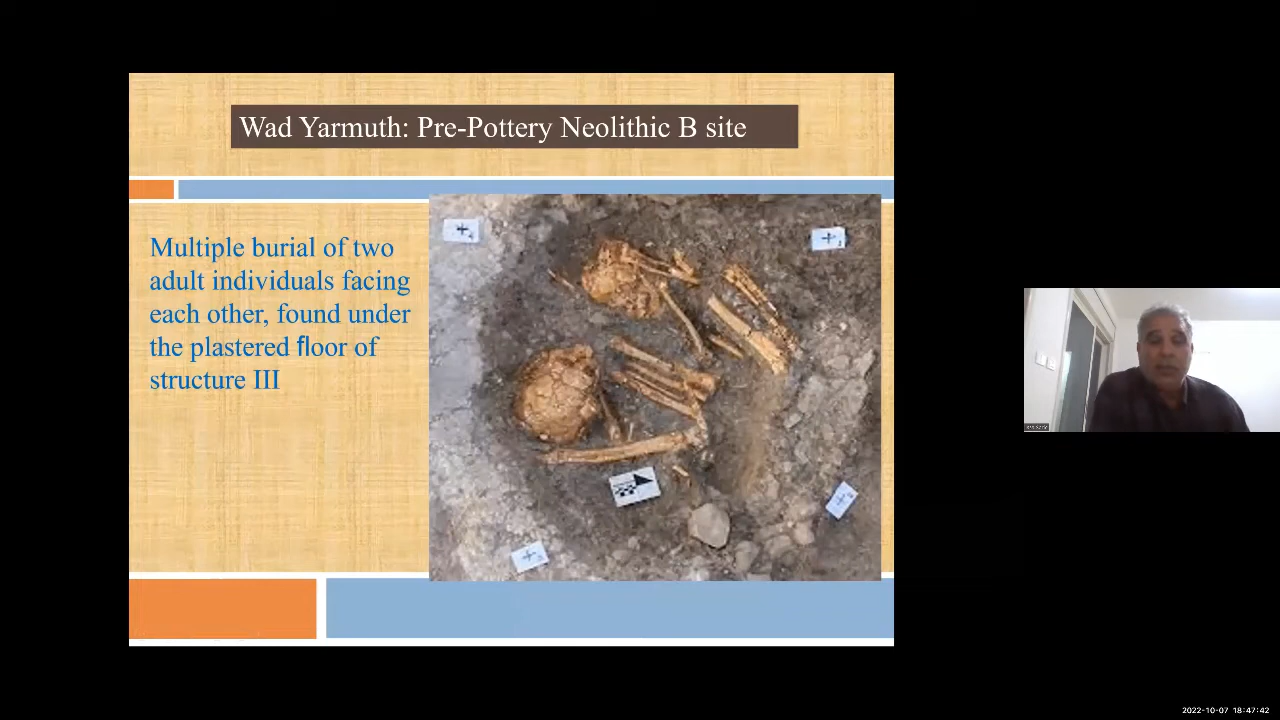 Wad Yarmuth: Pre-Pottery Neolithic B site
Multiple burial of two
adult individuals facing
each other, found under
the plastered floor of
structure III
2022-10-07 18:47:42